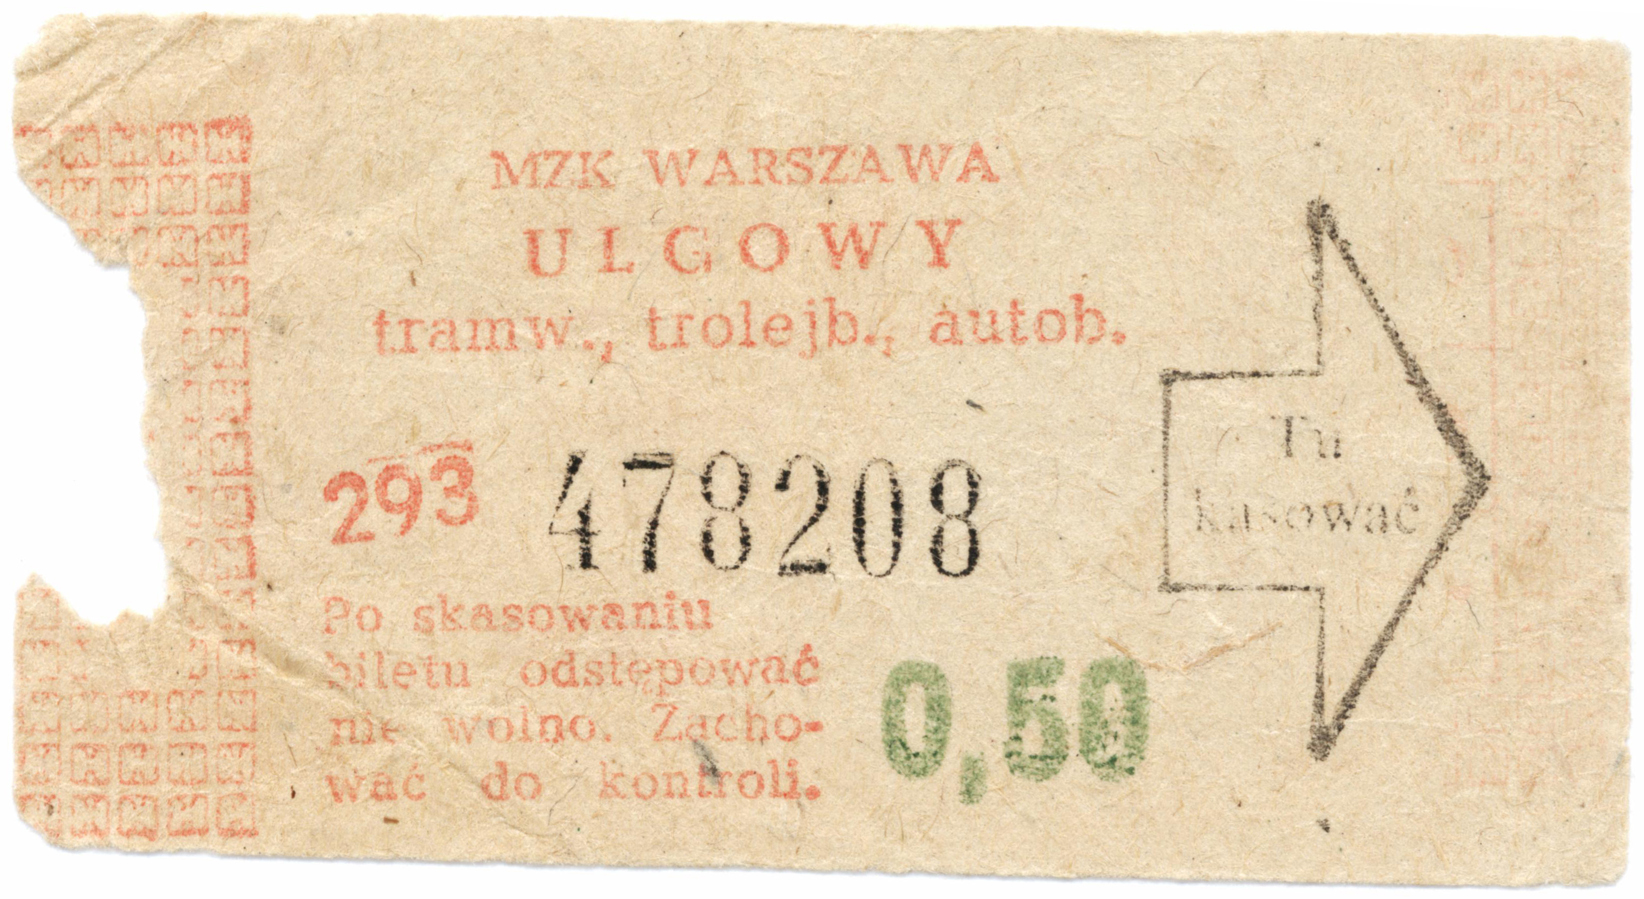 MZK WARSZAWA
ULGOWY
tramw., trolejb., autob.
293 478208
Tu
kasować
Po skasowaniu
biletu odstępować
nie wolno. Zacho-
wać do kontroli.
0,50